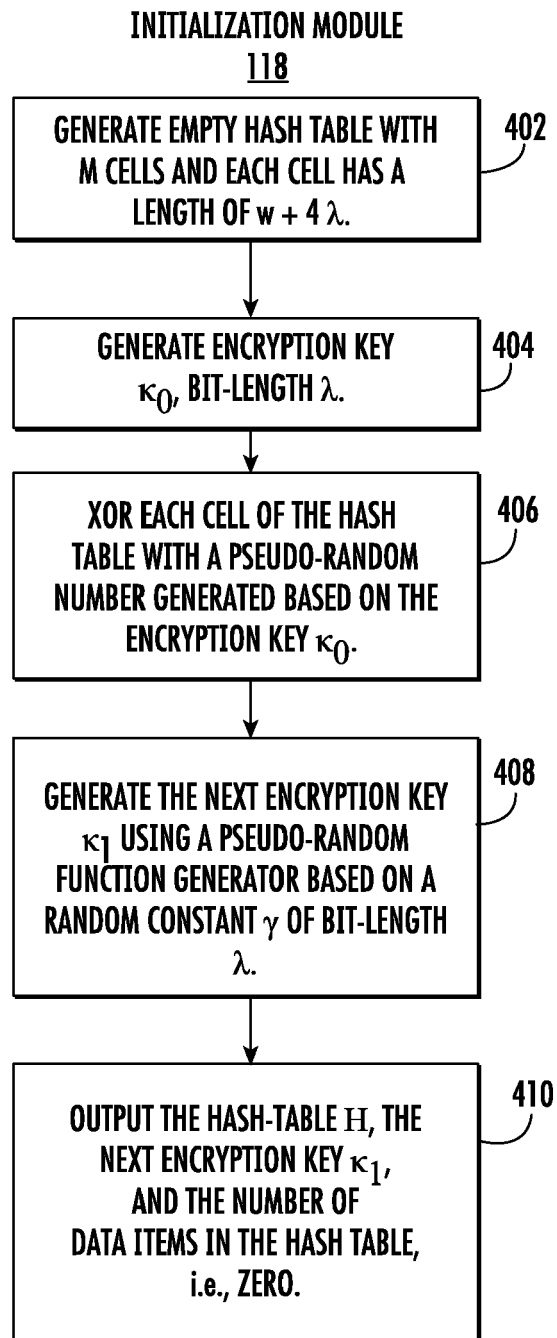 INITIALIZATION MODULE
118
GENERATE EMPTY HASH TABLE WITH
M CELLS AND EACH CELL HAS A
LENGTH OF w + 4 λ.
402
GENERATE ENCRYPTION KEY
κ0, BIT-LENGTH λ.
404
XOR EACH CELL OF THE HASH
TABLE WITH A PSEUDO-RANDOM
NUMBER GENERATED BASED ON THE
ENCRYPTION KEY κ0.
406
GENERATE THE NEXT ENCRYPTION KEY
κ1 USING A PSEUDO-RANDOM
FUNCTION GENERATOR BASED ON A
RANDOM CONSTANT γ OF BIT-LENGTH
λ.
408
OUTPUT THE HASH-TABLE H, THE
NEXT ENCRYPTION KEY κ1,
AND THE NUMBER OF
DATA ITEMS IN THE HASH TABLE,
i.e., ZERO.
410